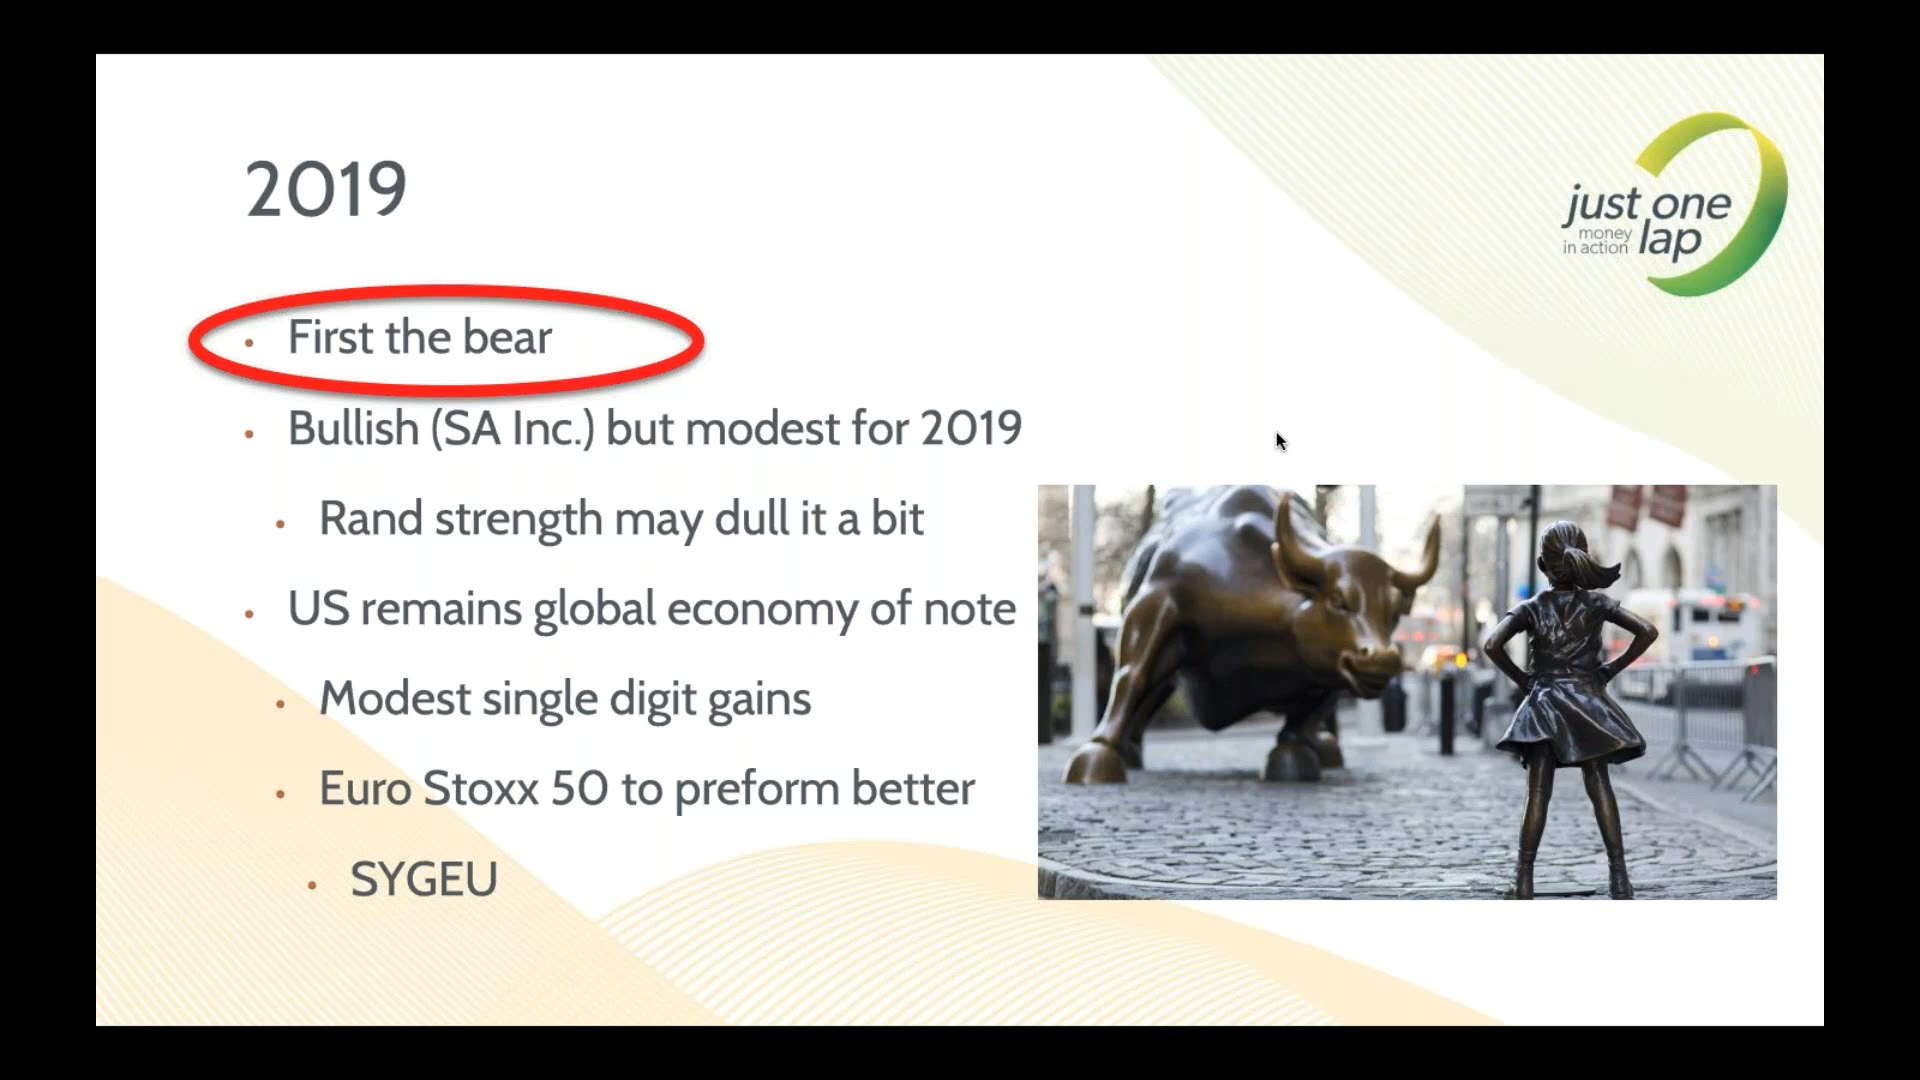 2019
just one
money
in action lap
First the bear
Bullish (SA Inc.) but modest for 2019
Rand strength may dull it a bit
US remains global economy of note
Modest single digit gains
Euro Stoxx 50 to preform better
SYGEU